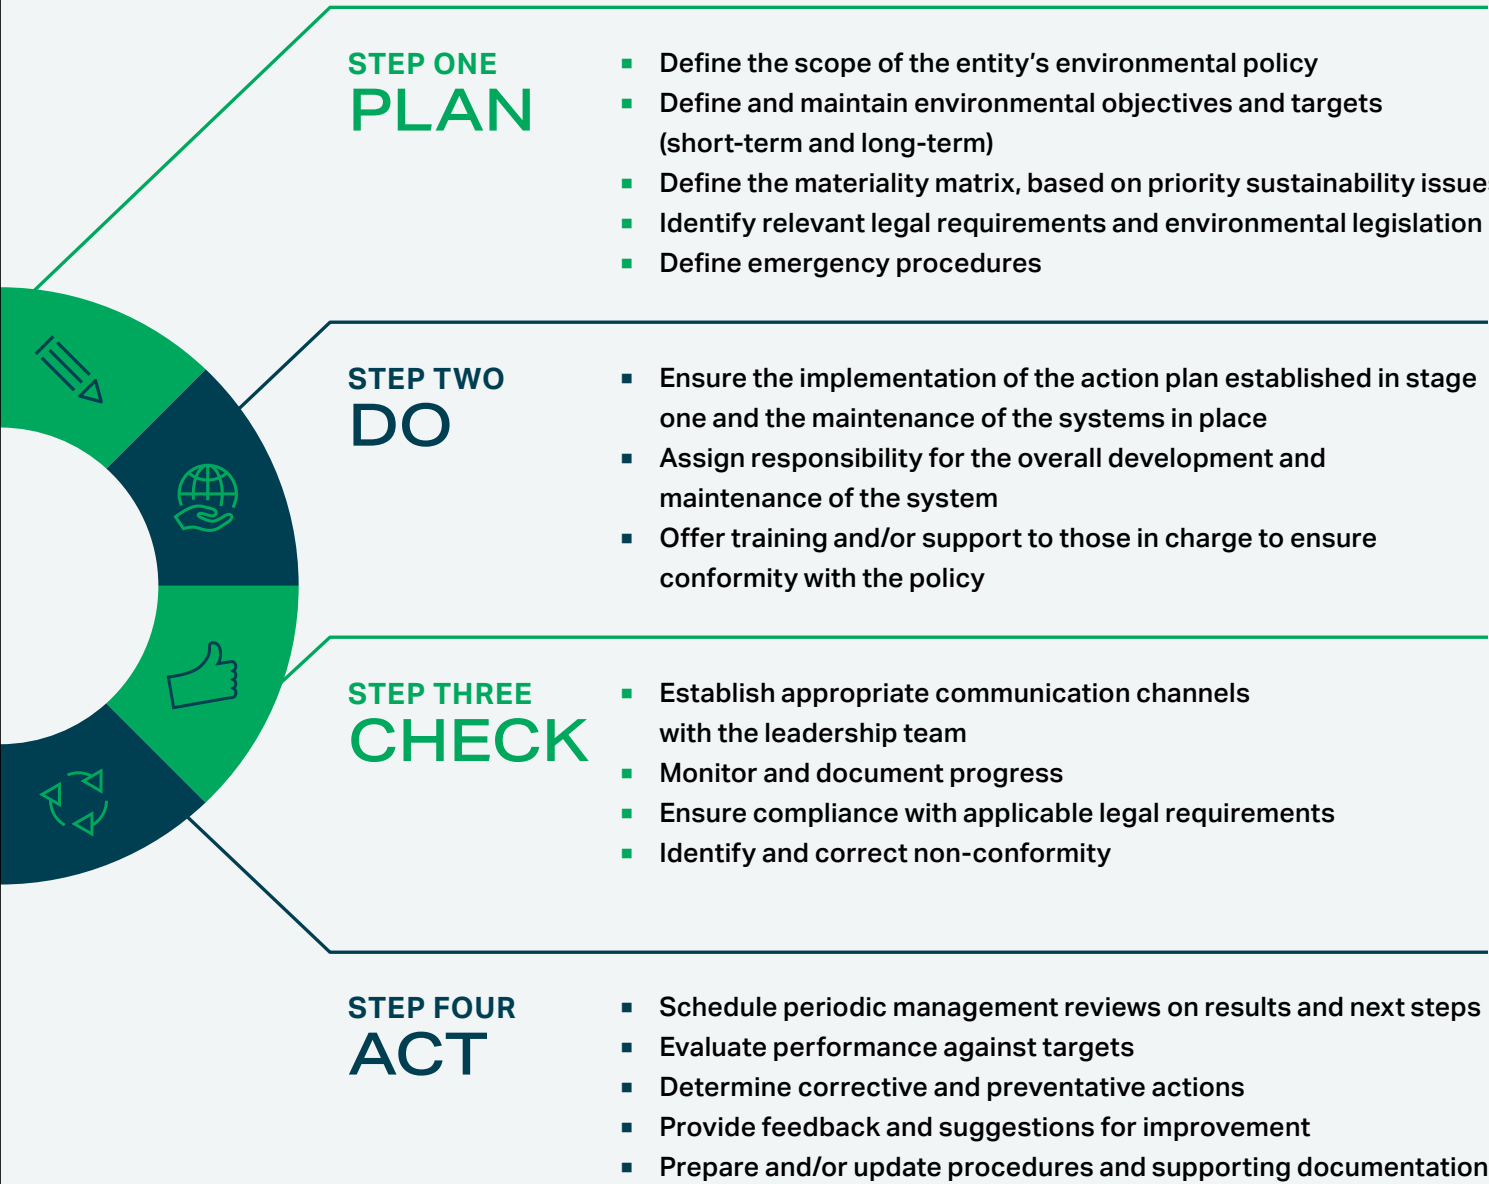 STEP ONE
PLAN
Define the scope of the entity's environmental policy
Define and maintain environmental objectives and targets
(short-term and long-term)
Define the materiality matrix, based on priority sustainability issues
Identify relevant legal requirements and environmental legislation
Define emergency procedures
STEP TWO
DO
Ensure the implementation of the action plan established in stage
one and the maintenance of the systems in place
Assign responsibility for the overall development and
maintenance of the system
Offer training and/or support to those in charge to ensure
conformity with the policy
STEP THREE
CHECK
Establish appropriate communication channels
with the leadership team
Monitor and document progress
Ensure compliance with applicable legal requirements
Identify and correct non-conformity
STEP FOUR
ACT
Schedule periodic management reviews on results and next steps
Evaluate performance against targets
Determine corrective and preventative actions
Provide feedback and suggestions for improvement
Prepare and/or update procedures and supporting documentation